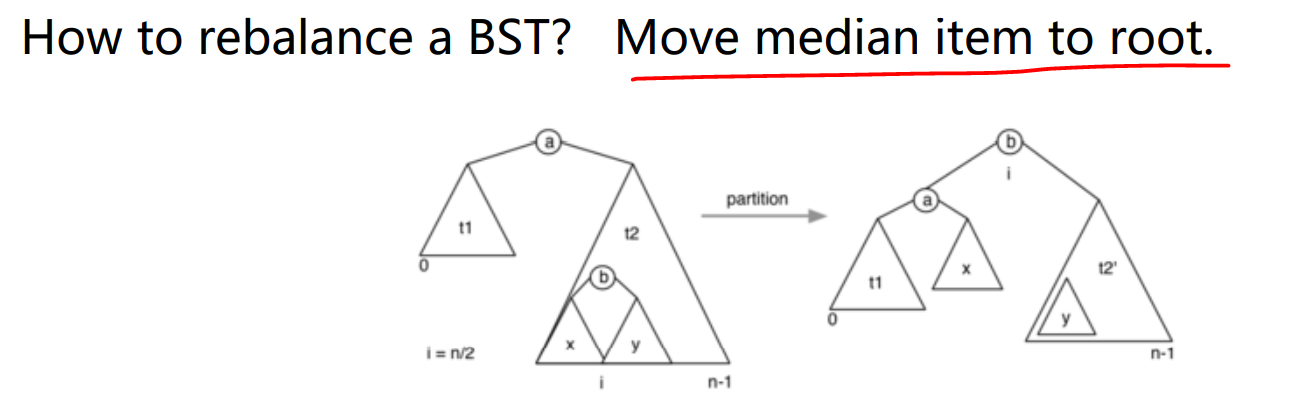 How to rebalance a BST? Move median item to root.
a
b
i
partition
a
t1
t2
x
t2'
t1
0
b
y
0
x
y
i = n/2
n-1
i
n-1